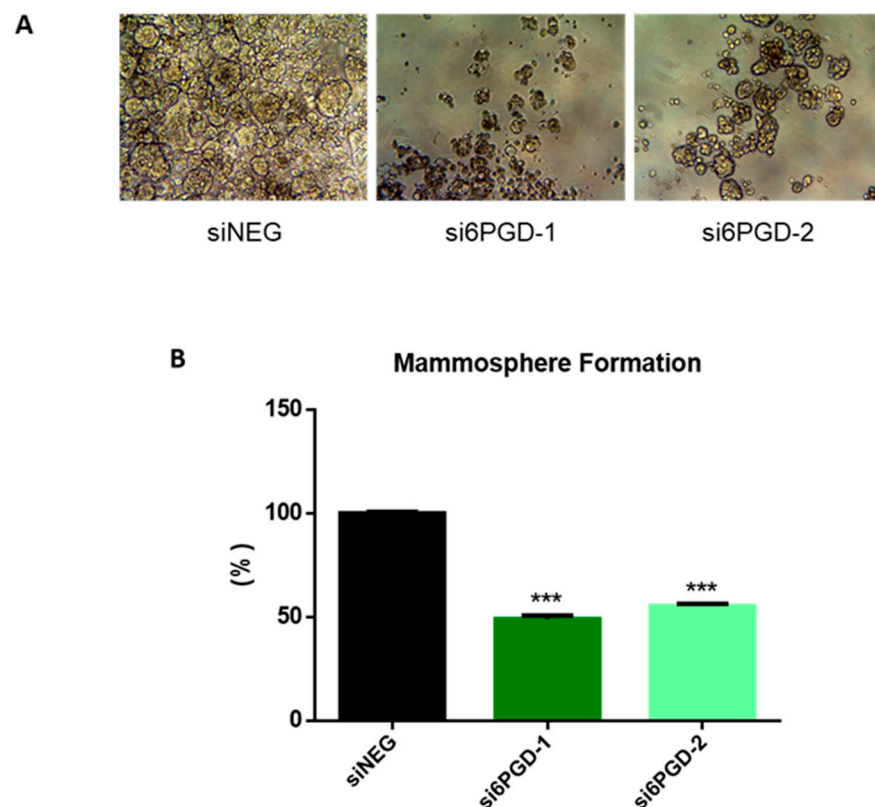 A
siNEG si6PGD-1 si6PGD-2
B
Mammosphere Formation
150
100
50
0
(% )
***
***
siNEG
si6PGD-1
si6PGD-2